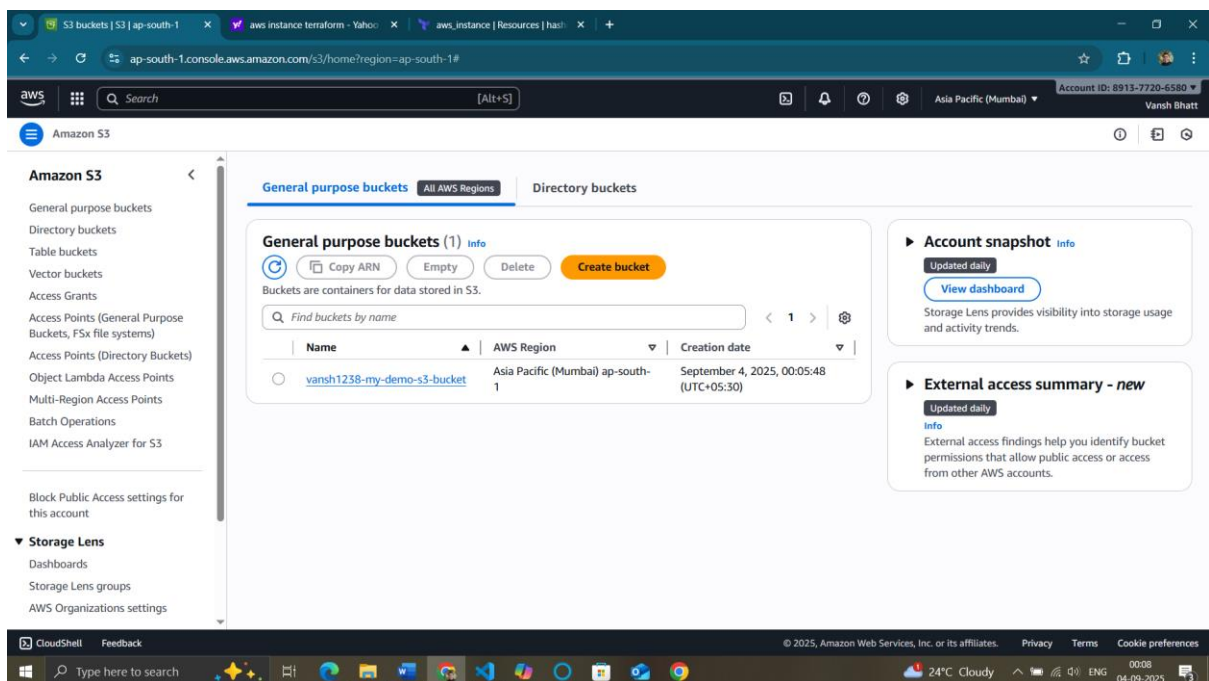 S3 buckets | S3 | ap-south-1
aws instance terraform - Yahoo
aws_instance | Resources | hash
ap-south-1.console.aws.amazon.com/s3/home?region=ap-south-1#
aws
Search
[Alt+S]
Asia Pacific (Mumbai)
Account ID: 8913-7720-6580
Vansh Bhatt
Amazon S3
Amazon S3
General purpose buckets
Directory buckets
Table buckets
Vector buckets
Access Grants
Access Points (General Purpose
Buckets, FSx file systems)
Access Points (Directory Buckets)
Object Lambda Access Points
Multi-Region Access Points
Batch Operations
IAM Access Analyzer for S3
Block Public Access settings for
this account
Storage Lens
Dashboards
Storage Lens groups
AWS Organizations settings
General purpose buckets All AWS Regions
Directory buckets
General purpose buckets (1) Info
Copy ARN
Empty
Delete
Create bucket
Buckets are containers for data stored in S3.
Find buckets by name
1
Name
AWS Region
Creation date
vansh1238-my-demo-s3-bucket
Asia Pacific (Mumbai) ap-south-
1
September 4, 2025, 00:05:48
(UTC+05:30)
Account snapshot Info
Updated daily
View dashboard
Storage Lens provides visibility into storage usage
and activity trends.
External access summary - new
Updated daily
Info
External access findings help you identify bucket
permissions that allow public access or access
from other AWS accounts.
CloudShell
Feedback
© 2025, Amazon Web Services, Inc. or its affiliates.
Privacy
Terms
Cookie preferences
Type here to search
24°C Cloudy
ENG
00:08
04-09-2025